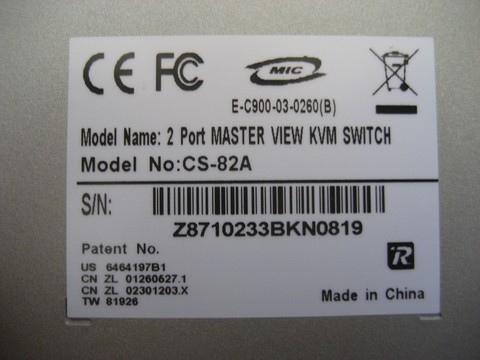 CE FC MIC
E-C900-03-0260(B)
Model Name: 2 Port MASTER VIEW KVM SWITCH
Model No:CS-82A
S/N:
Z8710233BKN0819
Patent No.
US 6464197B1
CN ZL 01260627.1
CN ZL 02301203.X
TW 81926
R
Made in China